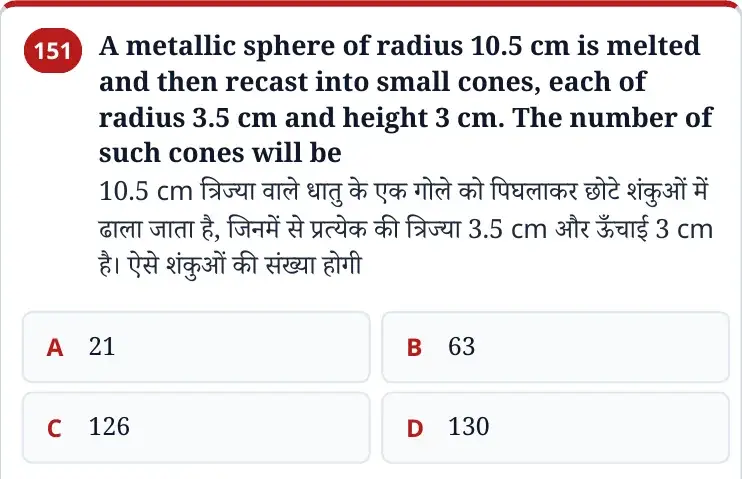 151 A metallic sphere of radius 10.5 cm is melted
and then recast into small cones, each of
radius 3.5 cm and height 3 cm. The number of
such cones will be
10.5 cm त्रिज्या वाले धातु के एक गोले को पिघलाकर छोटे शंकुओं में
ढाला जाता है, जिनमें से प्रत्येक की त्रिज्या 3.5 cm और ऊँचाई 3 cm
है। ऐसे शंकुओं की संख्या होगी
A 21
B 63
C 126
D 130